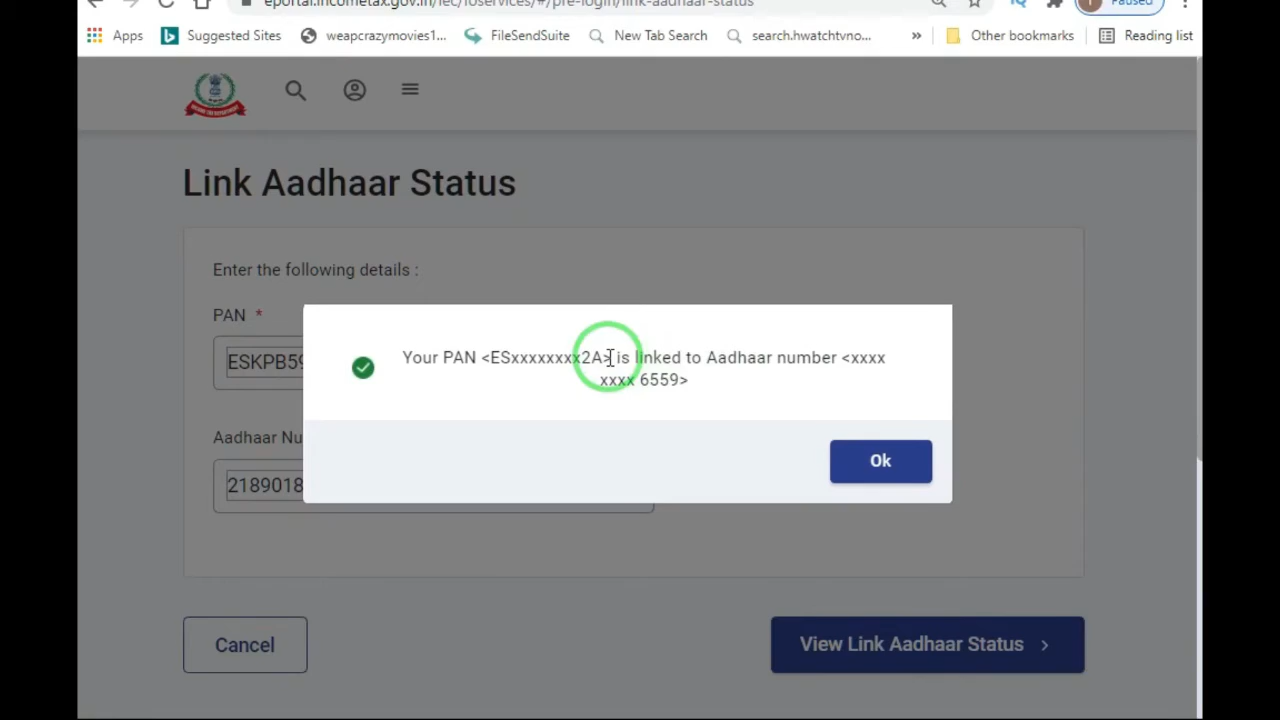 eportal.incometax.gov.in/iec/foservices/#/pre-login/link-aadhaar-status
Paused
Apps Suggested Sites weapcrazymovies1... FileSendSuite New Tab Search search.hwatchtvno... » Other bookmarks Reading list
Link Aadhaar Status
Enter the following details :
PAN *
ESKPB59
Your PAN <ESxxxxxxxx2A> is linked to Aadhaar number <xxxx
xxxx 6559>
Aadhaar Nu
2189018
Ok
Cancel
View Link Aadhaar Status